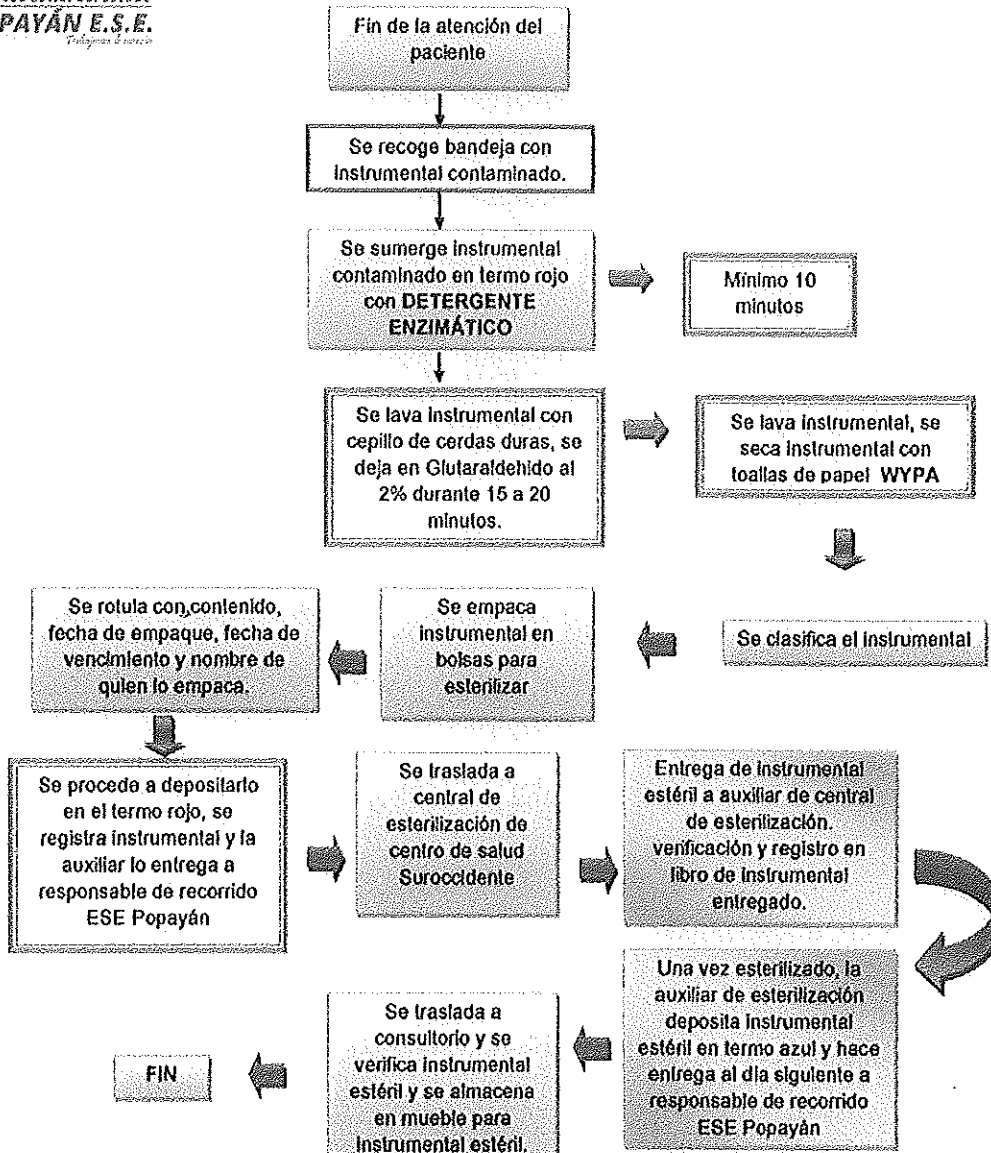 PAYÁN E.S.E.
Fin de la atención del
paciente
Se recoge bandeja con
instrumental contaminado.
Se sumerge instrumental
contaminado en termo rojo
con DETERGENTE
ENZIMÁTICO
Mínimo 10
minutos
Se lava instrumental con
cepillo de cerdas duras, se
deja en Glutaraldehido al
2% durante 15 a 20
minutos.
Se lava instrumental, se
seca instrumental con
toallas de papel WYPA
Se clasifica el instrumental
Se empaca
instrumental en
bolsas para
esterilizar
Se rotula con contenido,
fecha de empaque, fecha de
vencimiento y nombre de
quien lo empaca.
Se procede a depositarlo
en el termo rojo, se
registra instrumental y la
auxiliar lo entrega a
responsable de recorrido
ESE Popayán
Se traslada a
central de
esterilización de
centro de salud
Suroccidente
Entrega de instrumental
estéril a auxiliar de central
de esterilización.
verificación y registro en
libro de instrumental
entregado.
Una vez esterilizado, la
auxiliar de esterilización
deposita instrumental
estéril en termo azul y hace
entrega al día siguiente a
responsable de recorrido
ESE Popayán
Se traslada a
consultorio y se
verifica instrumental
estéril y se almacena
en mueble para
instrumental estéril.
FIN